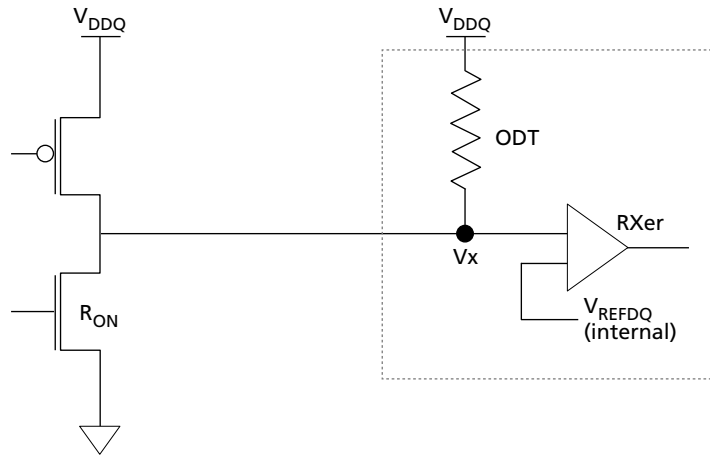 VDDQ
VDDQ
ODT
RXer
Vx
RON
VREFDQ
(internal)